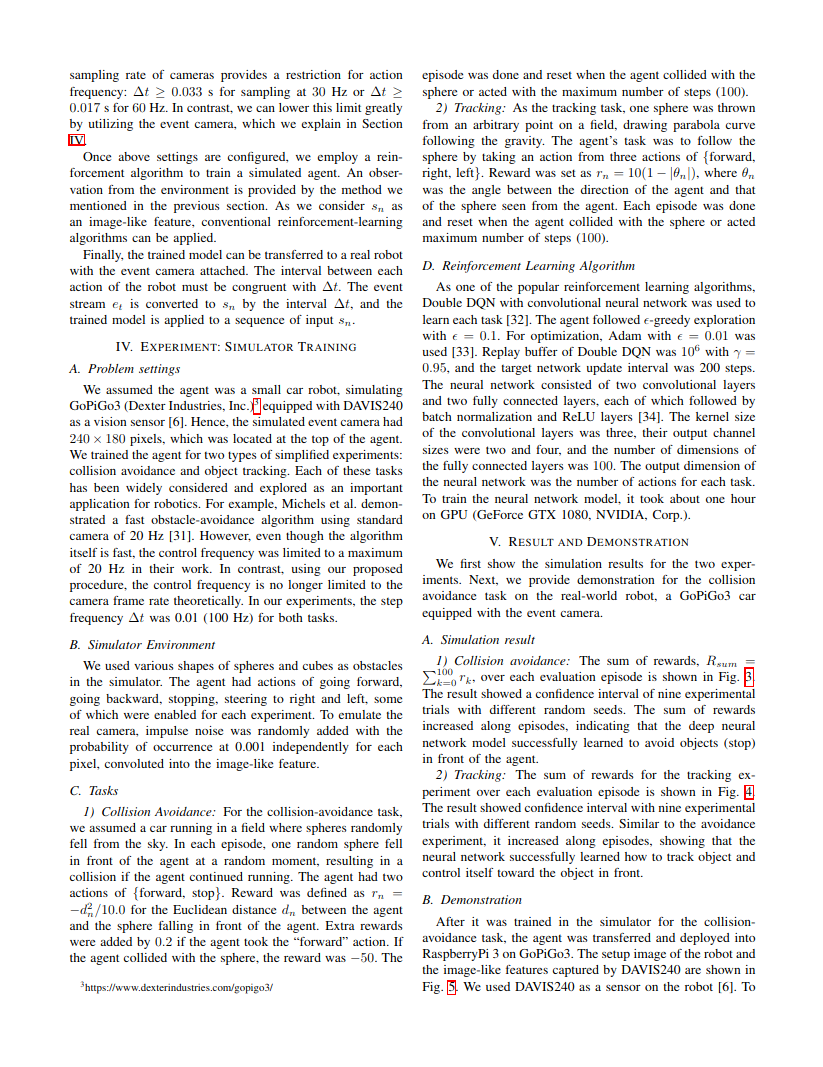 sampling rate of cameras provides a restriction for action
frequency: Δt ≥ 0.033 s for sampling at 30 Hz or Δt ≥
0.017 s for 60 Hz. In contrast, we can lower this limit greatly
by utilizing the event camera, which we explain in Section
IV.
Once above settings are configured, we employ a rein-
forcement algorithm to train a simulated agent. An obser-
vation from the environment is provided by the method we
mentioned in the previous section. As we consider sₙ as
an image-like feature, conventional reinforcement-learning
algorithms can be applied.
Finally, the trained model can be transferred to a real robot
with the event camera attached. The interval between each
action of the robot must be congruent with Δt. The event
stream eₜ is converted to sₙ by the interval Δt, and the
trained model is applied to a sequence of input sₙ.
IV. EXPERIMENT: SIMULATOR TRAINING
A. Problem settings
We assumed the agent was a small car robot, simulating
GoPiGo3 (Dexter Industries, Inc.)³ equipped with DAVIS240
as a vision sensor [6]. Hence, the simulated event camera had
240 × 180 pixels, which was located at the top of the agent.
We trained the agent for two types of simplified experiments:
collision avoidance and object tracking. Each of these tasks
has been widely considered and explored as an important
application for robotics. For example, Michels et al. demon-
strated a fast obstacle-avoidance algorithm using standard
camera of 20 Hz [31]. However, even though the algorithm
itself is fast, the control frequency was limited to a maximum
of 20 Hz in their work. In contrast, using our proposed
procedure, the control frequency is no longer limited to the
camera frame rate theoretically. In our experiments, the step
frequency Δt was 0.01 (100 Hz) for both tasks.
B. Simulator Environment
We used various shapes of spheres and cubes as obstacles
in the simulator. The agent had actions of going forward,
going backward, stopping, steering to right and left, some
of which were enabled for each experiment. To emulate the
real camera, impulse noise was randomly added with the
probability of occurrence at 0.001 independently for each
pixel, convoluted into the image-like feature.
C. Tasks
1) Collision Avoidance: For the collision-avoidance task,
we assumed a car running in a field where spheres randomly
fell from the sky. In each episode, one random sphere fell
in front of the agent at a random moment, resulting in a
collision if the agent continued running. The agent had two
actions of {forward, stop}. Reward was defined as rₙ =
−dₙ²/10.0 for the Euclidean distance dₙ between the agent
and the sphere falling in front of the agent. Extra rewards
were added by 0.2 if the agent took the “forward” action. If
the agent collided with the sphere, the reward was −50. The
³https://www.dexterindustries.com/gopigo3/
episode was done and reset when the agent collided with the
sphere or acted with the maximum number of steps (100).
2) Tracking: As the tracking task, one sphere was thrown
from an arbitrary point on a field, drawing parabola curve
following the gravity. The agent’s task was to follow the
sphere by taking an action from three actions of {forward,
right, left}. Reward was set as rₙ = 10(1 − |θₙ|), where θₙ
was the angle between the direction of the agent and that
of the sphere seen from the agent. Each episode was done
and reset when the agent collided with the sphere or acted
maximum number of steps (100).
D. Reinforcement Learning Algorithm
As one of the popular reinforcement learning algorithms,
Double DQN with convolutional neural network was used to
learn each task [32]. The agent followed ϵ-greedy exploration
with ϵ = 0.1. For optimization, Adam with ϵ = 0.01 was
used [33]. Replay buffer of Double DQN was 10⁶ with γ =
0.95, and the target network update interval was 200 steps.
The neural network consisted of two convolutional layers
and two fully connected layers, each of which followed by
batch normalization and ReLU layers [34]. The kernel size
of the convolutional layers was three, their output channel
sizes were two and four, and the number of dimensions of
the fully connected layers was 100. The output dimension of
the neural network was the number of actions for each task.
To train the neural network model, it took about one hour
on GPU (GeForce GTX 1080, NVIDIA, Corp.).
V. RESULT AND DEMONSTRATION
We first show the simulation results for the two exper-
iments. Next, we provide demonstration for the collision
avoidance task on the real-world robot, a GoPiGo3 car
equipped with the event camera.
A. Simulation result
1) Collision avoidance: The sum of rewards, R_sum =
∑_{k=0}^{100} rₖ, over each evaluation episode is shown in Fig. 3.
The result showed a confidence interval of nine experimental
trials with different random seeds. The sum of rewards
increased along episodes, indicating that the deep neural
network model successfully learned to avoid objects (stop)
in front of the agent.
2) Tracking: The sum of rewards for the tracking ex-
periment over each evaluation episode is shown in Fig. 4.
The result showed confidence interval with nine experimental
trials with different random seeds. Similar to the avoidance
experiment, it increased along episodes, showing that the
neural network successfully learned how to track object and
control itself toward the object in front.
B. Demonstration
After it was trained in the simulator for the collision-
avoidance task, the agent was transferred and deployed into
RaspberryPi 3 on GoPiGo3. The setup image of the robot and
the image-like features captured by DAVIS240 are shown in
Fig. 5. We used DAVIS240 as a sensor on the robot [6]. To